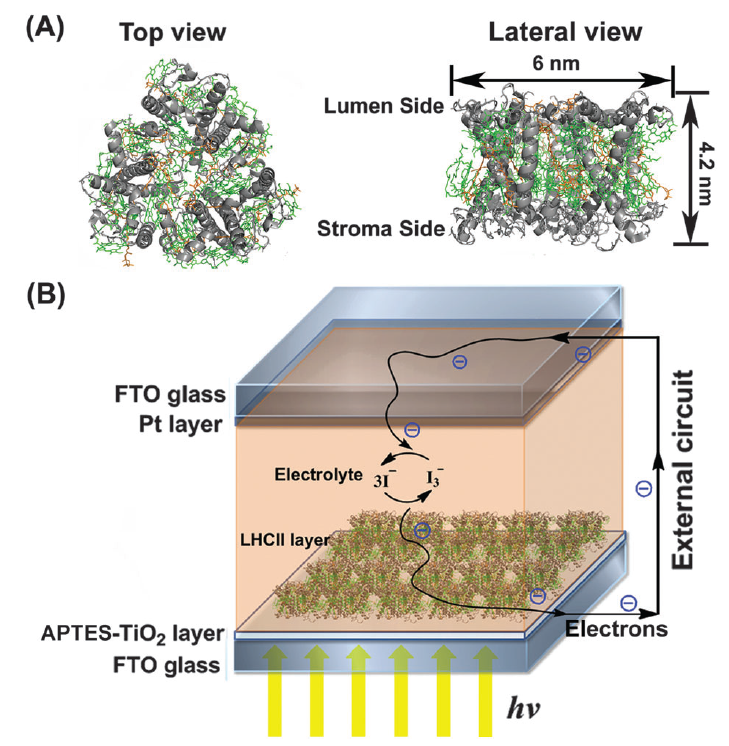 (A)
Top view
Lateral view
6 nm
Lumen Side
4.2 nm
Stroma Side
(B)
FTO glass
Pt layer
Electrolyte
3I⁻
I₃⁻
LHCII layer
External circuit
APTES-TiO₂ layer
Electrons
FTO glass
hν